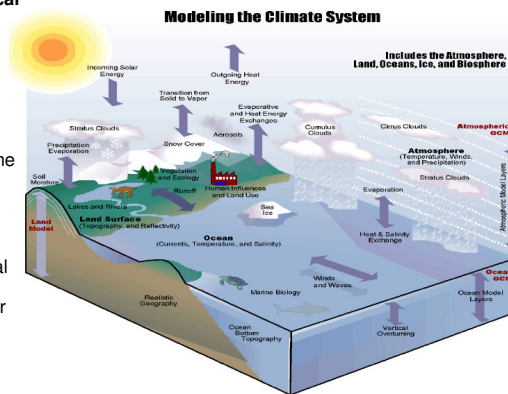 cal
Modeling the Climate System
Includes the Atmosphere,
Land, Oceans, Ice, and Biosphere
Incoming Solar
Energy
Outgoing Heat
Energy
Transition from
Solid to Vapor
Evaporative
and Heat Energy
Exchanges
Stratus Clouds
Snow Cover
Aerosols
Cumulus
Clouds
Cirrus Clouds
Atmospheric
GCM
Precipitation
Evaporation
Atmosphere
(Temperature, Winds,
and Precipitation)
Stratus Clouds
Atmospheric Model Layers
Soil
Moisture
Vegetation
and Ecology
Human Influences
and Land Use
Runoff
Evaporation
Lakes and Rivers
Sea
Ice
Land
Model
Land Surface
(Topography, and Reflectivity)
Ocean
(Currents, Temperature, and Salinity)
Heat & Salinity
Exchange
Winds
and Waves
Marine Biology
Realistic
Geography
Ocean
GCM
Ocean Model
Layers
Ocean
Bottom
Topography
Vertical
Overturning